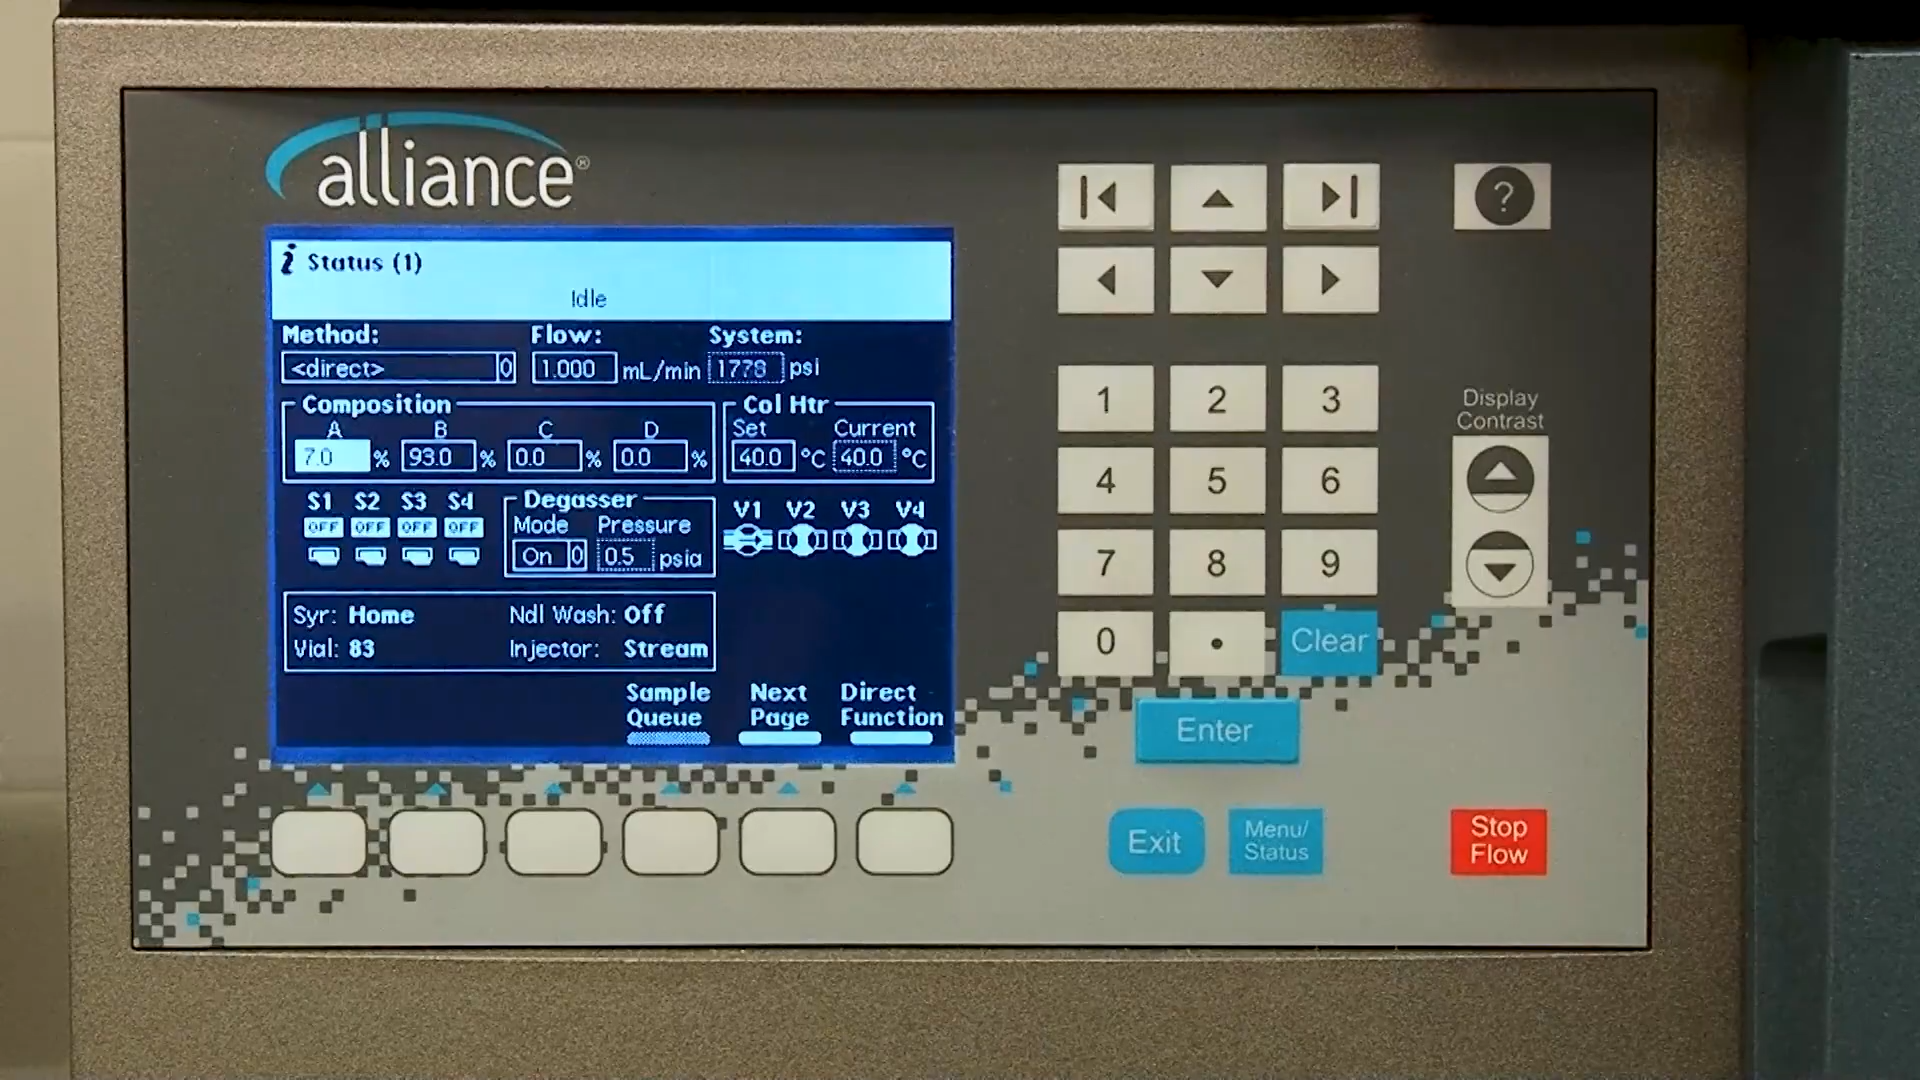 alliance®
i Status (1)
Idle
Method: Flow: System:
<direct> 0 1.000 mL/min 1778 psi
Composition Col Htr
A B C D Set Current
7.0 % 93.0 % 0.0 % 0.0 % 40.0 °C 40.0 °C
S1 S2 S3 S4 Degasser V1 V2 V3 V4
OFF OFF OFF OFF Mode Pressure
On 0 0.5 psia
Syr: Home Ndl Wash: Off
Vial: 83 Injector: Stream
Sample Next Direct
Queue Page Function
?
1 2 3
4 5 6
7 8 9
0 . Clear
Enter
Exit
Menu/
Status
Display
Contrast
Stop
Flow